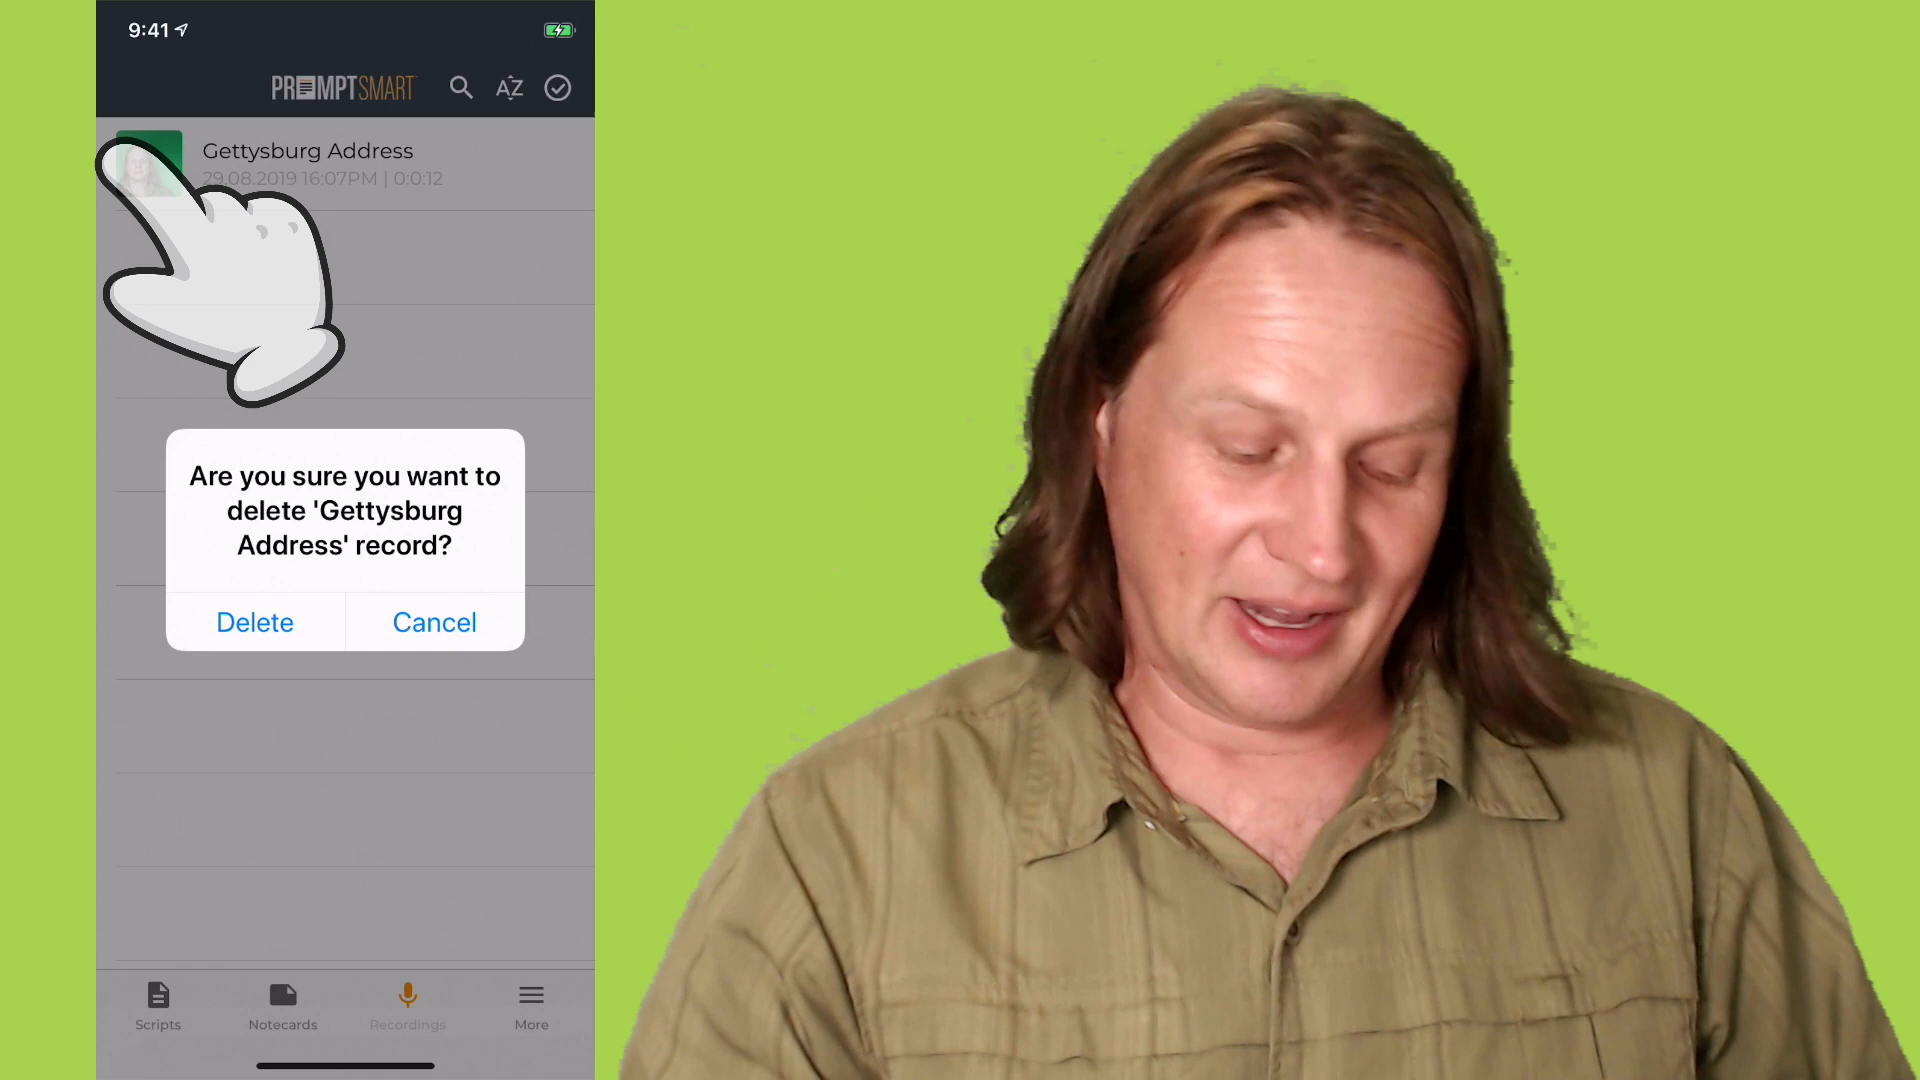 9:41
PROMPTSMART
AZ
Gettysburg Address
29.08.2019 16:07PM | 0:0:12
Are you sure you want to
delete 'Gettysburg
Address' record?
Delete
Cancel
Scripts
Notecards
Recordings
More